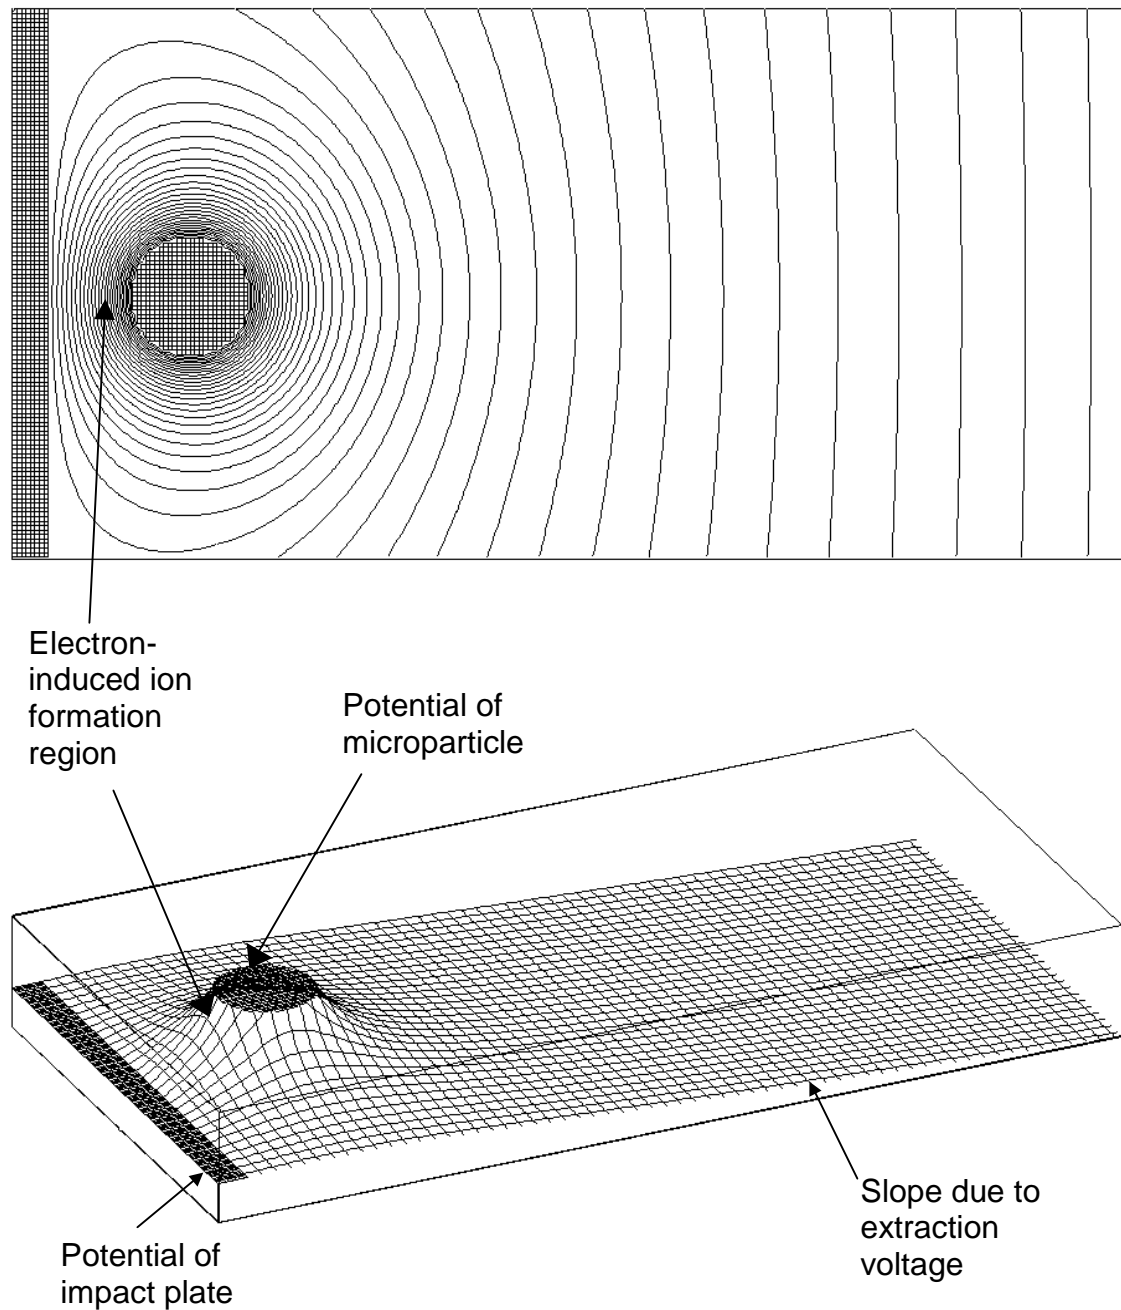 Electron-
induced ion
formation
region
Potential of
microparticle
Slope due to
extraction
voltage
Potential of
impact plate